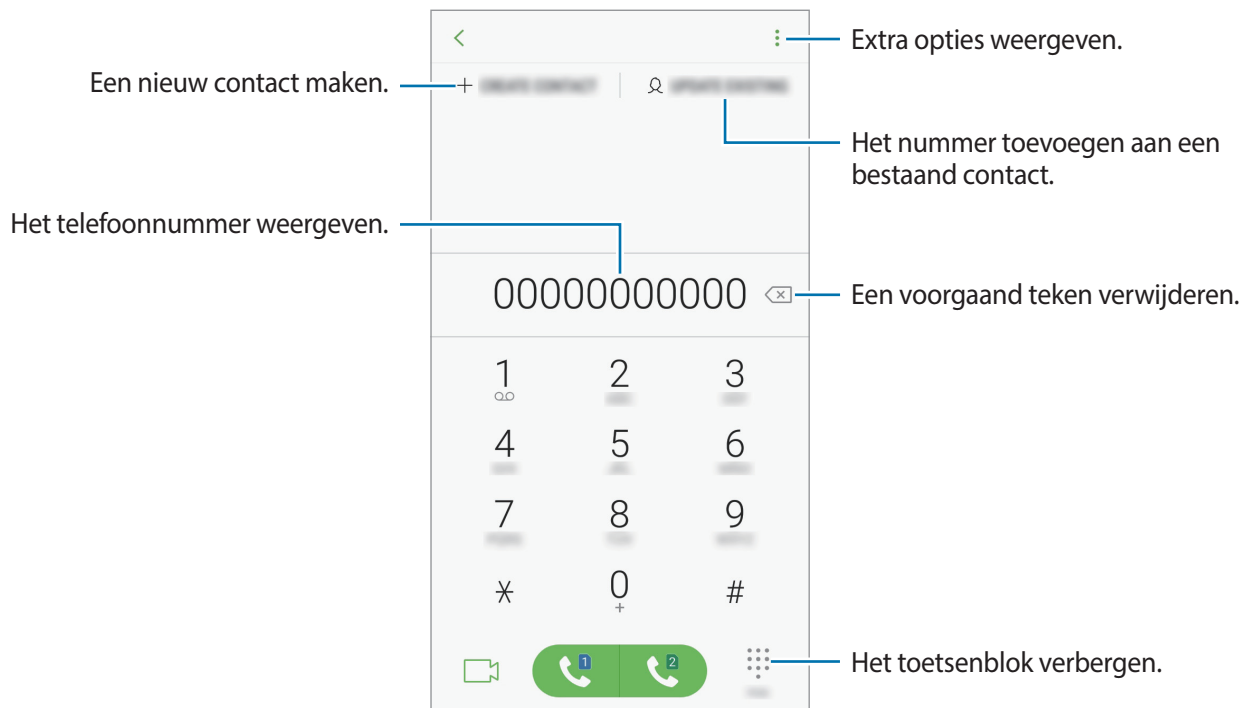 Extra opties weergeven.
Een nieuw contact maken.
Het nummer toevoegen aan een
bestaand contact.
Het telefoonnummer weergeven.
00000000000
Een voorgaand teken verwijderen.
1 2 3
4 5 6
7 8 9
* 0 #
+
1 2
Het toetsenblok verbergen.